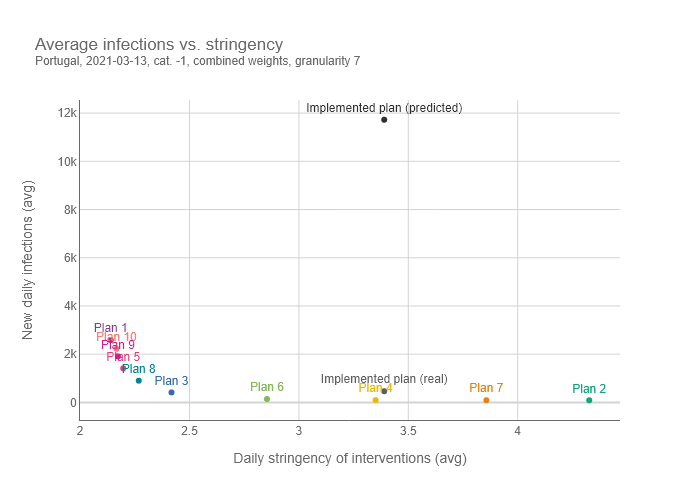 Average infections vs. stringency
Portugal, 2021-03-13, cat. -1, combined weights, granularity 7
12k
10k
8k
6k
4k
2k
0
New daily infections (avg)
Implemented plan (predicted)
Plan 1
Plan 10
Plan 9
Plan 5
Plan 8
Plan 3
Plan 6
Implemented plan (real)
Plan 4
Plan 7
Plan 2
2
2.5
3
3.5
4
Daily stringency of interventions (avg)